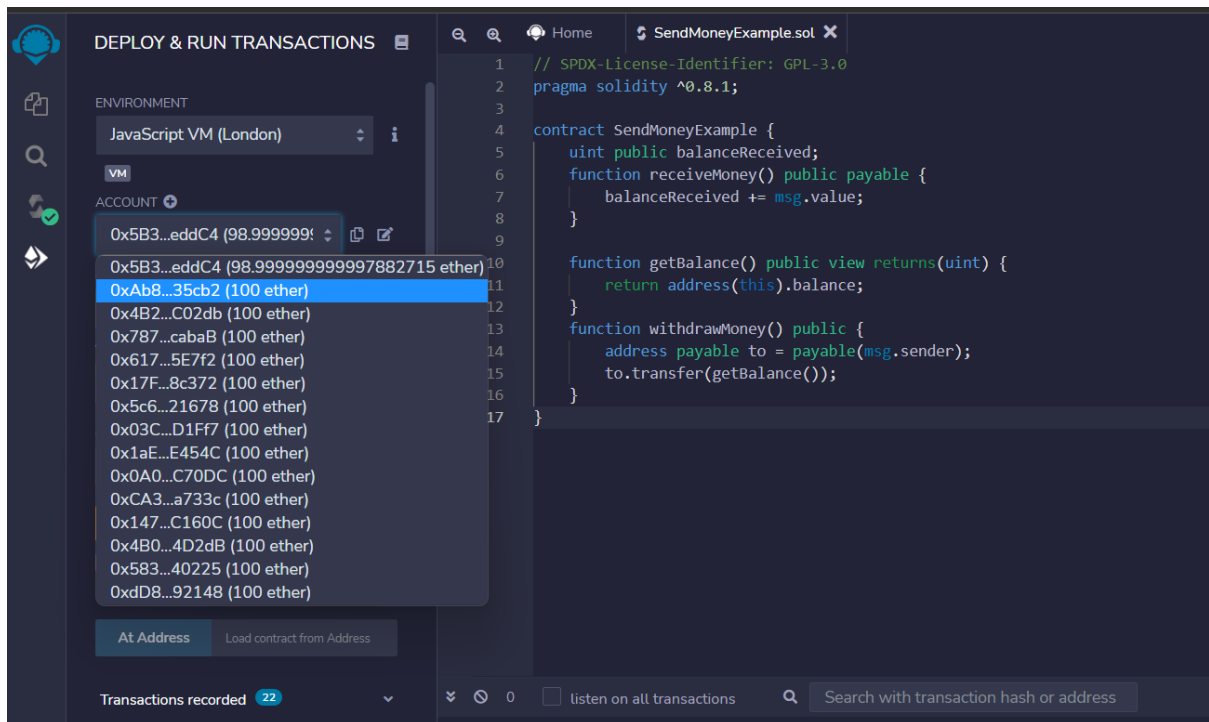 DEPLOY & RUN TRANSACTIONS
ENVIRONMENT
JavaScript VM (London)
VM
ACCOUNT
0x5B3...eddC4 (98.9999999
0x5B3...eddC4 (98.999999999997882715 ether)
0xAb8...35cb2 (100 ether)
0x4B2...C02db (100 ether)
0x787...cabaB (100 ether)
0x617...5E7f2 (100 ether)
0x17F...8c372 (100 ether)
0x5c6...21678 (100 ether)
0x03C...D1Ff7 (100 ether)
0x1aE...E454C (100 ether)
0x0A0...C70DC (100 ether)
0xCA3...a733c (100 ether)
0x147...C160C (100 ether)
0x4B0...4D2dB (100 ether)
0x583...40225 (100 ether)
0xdD8...92148 (100 ether)
At Address Load contract from Address
Transactions recorded 22
Home SendMoneyExample.sol
1 // SPDX-License-Identifier: GPL-3.0
2 pragma solidity ^0.8.1;
3
4 contract SendMoneyExample {
5 uint public balanceReceived;
6 function receiveMoney() public payable {
7 balanceReceived += msg.value;
8 }
9
10 function getBalance() public view returns(uint) {
11 return address(this).balance;
12 }
13 function withdrawMoney() public {
14 address payable to = payable(msg.sender);
15 to.transfer(getBalance());
16 }
17 }
0 listen on all transactions Search with transaction hash or address